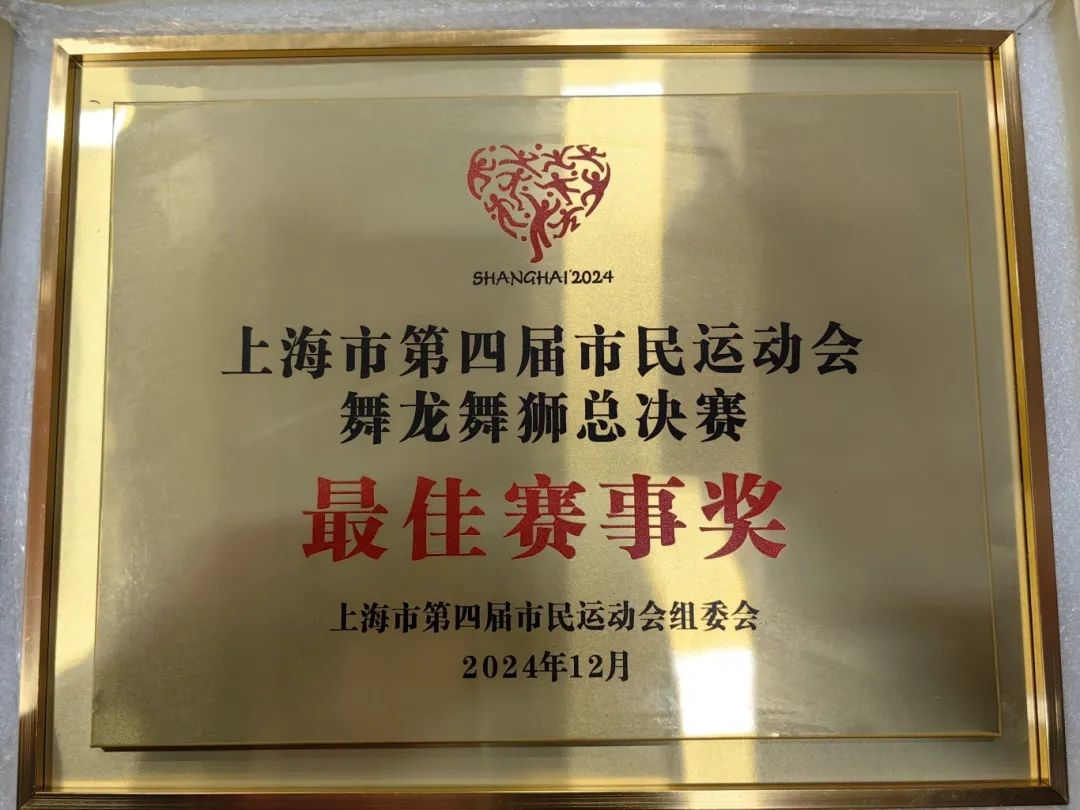 SHANGHAI'2024
上海市第四届市民运动会
舞龙舞狮总决赛
最佳赛事奖
上海市第四届市民运动会组委会
2024年12月